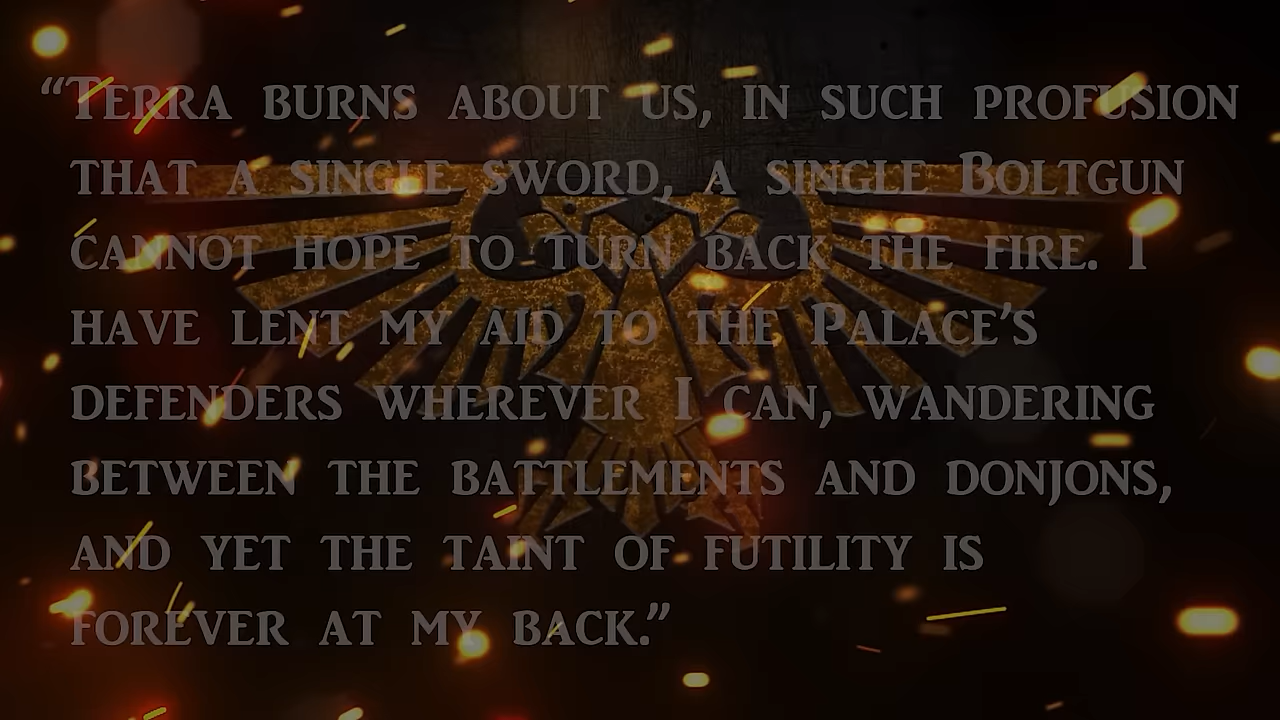 “Terra burns about us, in such profusion
that a single sword, a single Boltgun
cannot hope to turn back the fire. I
have lent my aid to the Palace’s
defenders wherever I can, wandering
between the battlements and donjons,
and yet the taint of futility is
forever at my back.”